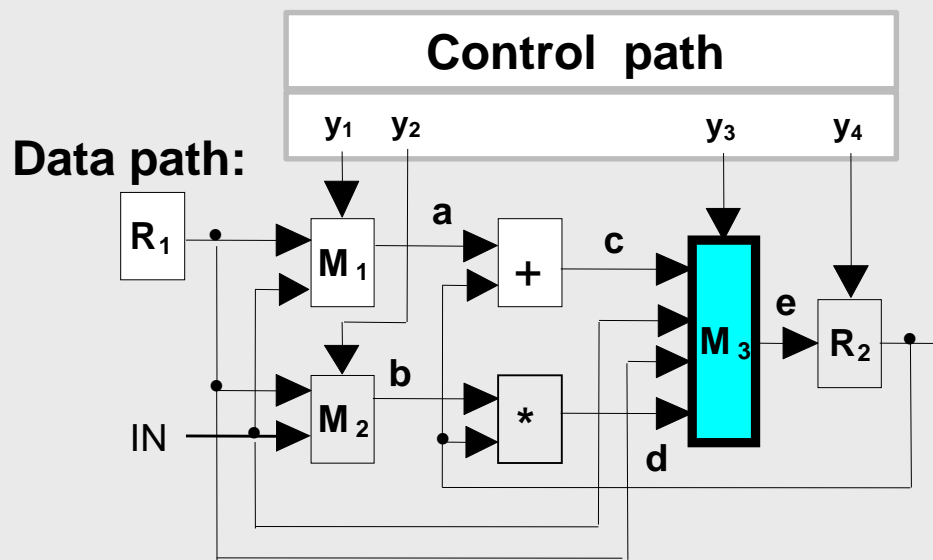 Control path
y₁ y₂ y₃ y₄
Data path:
R₁
M₁
a
+
c
M₃
e
R₂
M₂
b
*
IN
d